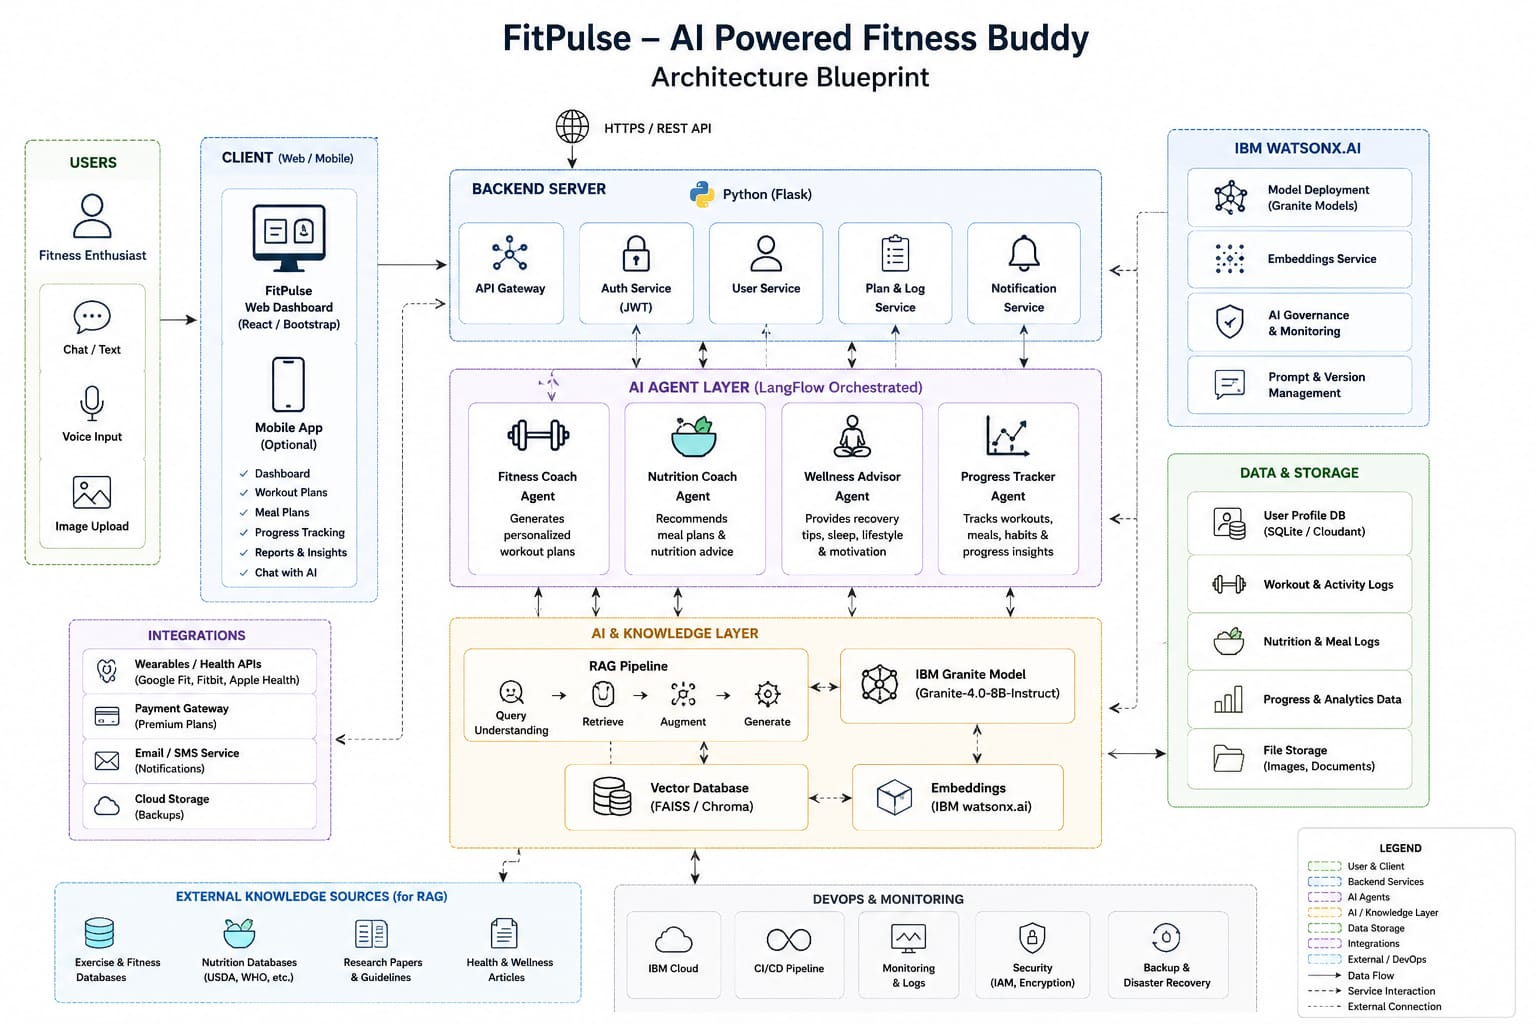 FitPulse – AI Powered Fitness Buddy
Architecture Blueprint
HTTPS / REST API
USERS
Fitness Enthusiast
Chat / Text
Voice Input
Image Upload
CLIENT (Web / Mobile)
FitPulse
Web Dashboard
(React / Bootstrap)
Mobile App
(Optional)
Dashboard
Workout Plans
Meal Plans
Progress Tracking
Reports & Insights
Chat with AI
BACKEND SERVER
Python (Flask)
API Gateway
Auth Service
(JWT)
User Service
Plan & Log
Service
Notification
Service
AI AGENT LAYER (LangFlow Orchestrated)
Fitness Coach
Agent
Generates
personalized
workout plans
Nutrition Coach
Agent
Recommends
meal plans &
nutrition advice
Wellness Advisor
Agent
Provides recovery
tips, sleep, lifestyle
& motivation
Progress Tracker
Agent
Tracks workouts,
meals, habits &
progress insights
IBM WATSONX.AI
Model Deployment
(Granite Models)
Embeddings Service
AI Governance
& Monitoring
Prompt & Version
Management
DATA & STORAGE
User Profile DB
(SQLite / Cloudant)
Workout & Activity Logs
Nutrition & Meal Logs
Progress & Analytics Data
File Storage
(Images, Documents)
INTEGRATIONS
Wearables / Health APIs
(Google Fit, Fitbit, Apple Health)
Payment Gateway
(Premium Plans)
Email / SMS Service
(Notifications)
Cloud Storage
(Backups)
AI & KNOWLEDGE LAYER
RAG Pipeline
Query
Understanding
Retrieve
Augment
Generate
IBM Granite Model
(Granite-4.0-8B-Instruct)
Vector Database
(FAISS / Chroma)
Embeddings
(IBM watsonx.ai)
EXTERNAL KNOWLEDGE SOURCES (for RAG)
Exercise & Fitness
Databases
Nutrition Databases
(USDA, WHO, etc.)
Research Papers
& Guidelines
Health & Wellness
Articles
DEVOPS & MONITORING
IBM Cloud
CI/CD Pipeline
Monitoring
& Logs
Security
(IAM, Encryption)
Backup &
Disaster Recovery
LEGEND
User & Client
Backend Services
AI Agents
AI / Knowledge Layer
Data Storage
Integrations
External / DevOps
Data Flow
Service Interaction
External Connection